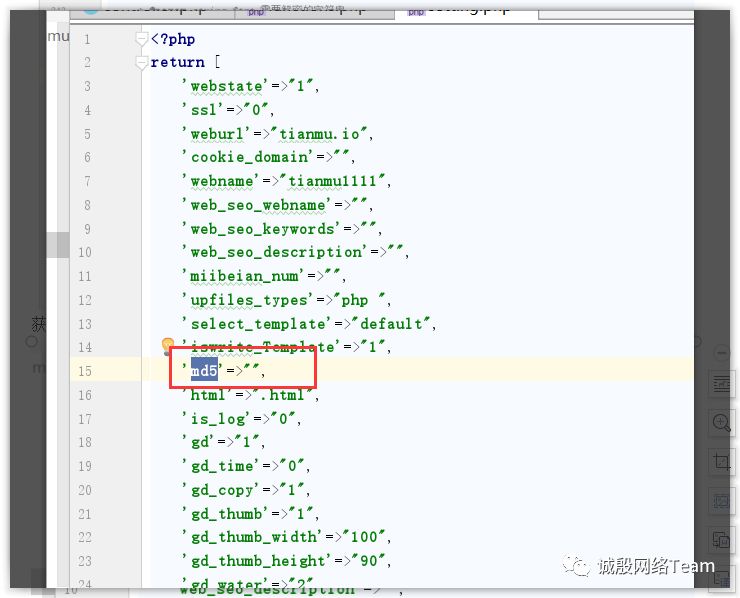 mu
1 <?php
2 return [
3 'webstate'=>"1",
4 'ssl'=>"0",
5 'weburl'=>"tianmu.io",
6 'cookie_domain'=>"",
7 'webname'=>"tianmu1111",
8 'web_seo_webname'=>"",
9 'web_seo_keywords'=>"",
10 'web_seo_description'=>"",
11 'miibeian_num'=>"",
12 'upfiles_types'=>"php ",
13 'select_template'=>"default",
获
14 'iswrite_Template'=>"1",
15 'md5'=>"",
16 'html'=>".html",
17 'is_log'=>"0",
18 'gd'=>"1",
19 'gd_time'=>"0",
20 'gd_copy'=>"1",
21 'gd_thumb'=>"1",
22 'gd_thumb_width'=>"100",
23 'gd_thumb_height'=>"90",
诚殷网络Team
24 'gd_water'=>"2"
web_seo_description